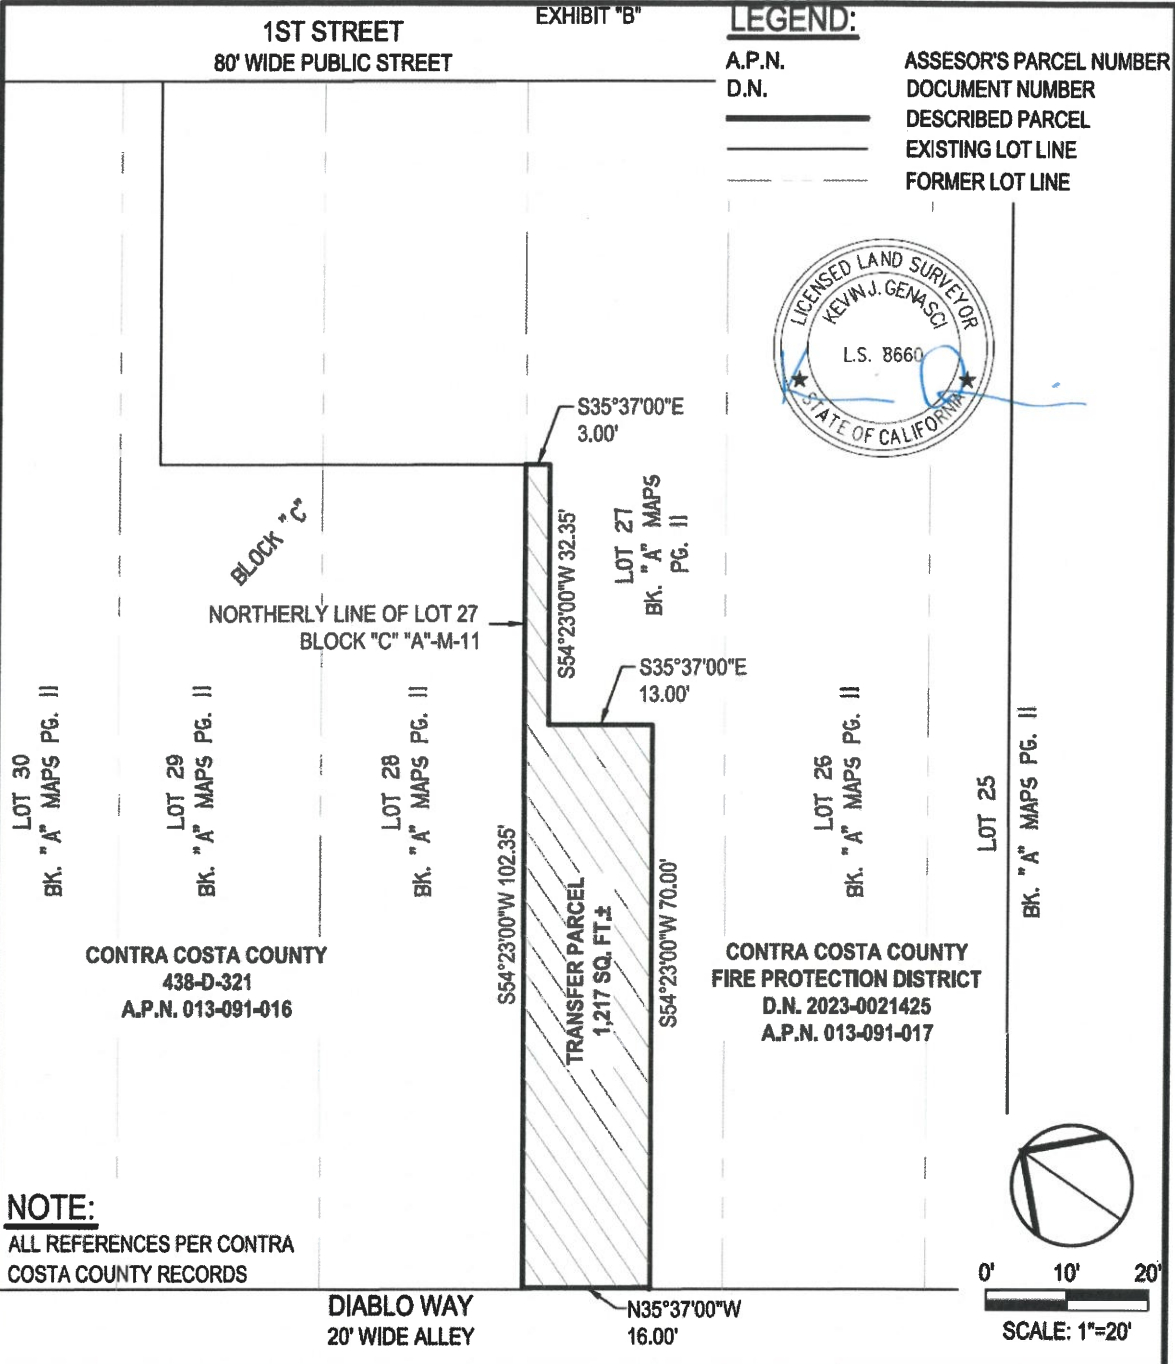 EXHIBIT "B"
1ST STREET
80' WIDE PUBLIC STREET
LEGEND:
A.P.N. ASSESOR'S PARCEL NUMBER
D.N. DOCUMENT NUMBER
DESCRIBED PARCEL
EXISTING LOT LINE
FORMER LOT LINE
LICENSED LAND SURVEYOR
KEVIN J. GENASCI
L.S. 8660
STATE OF CALIFORNIA
S35°37'00"E
3.00'
BLOCK "C"
S54°23'00"W 32.35'
LOT 27
BK. "A" MAPS
PG. 11
NORTHERLY LINE OF LOT 27
BLOCK "C" "A"-M-11
S35°37'00"E
13.00'
LOT 30
BK. "A" MAPS PG. 11
LOT 29
BK. "A" MAPS PG. 11
LOT 28
BK. "A" MAPS PG. 11
LOT 26
BK. "A" MAPS PG. 11
LOT 25
BK. "A" MAPS PG. 11
S54°23'00"W 102.35'
TRANSFER PARCEL
1,217 SQ. FT.±
S54°23'00"W 70.00'
CONTRA COSTA COUNTY
438-D-321
A.P.N. 013-091-016
CONTRA COSTA COUNTY
FIRE PROTECTION DISTRICT
D.N. 2023-0021425
A.P.N. 013-091-017
NOTE:
ALL REFERENCES PER CONTRA
COSTA COUNTY RECORDS
DIABLO WAY
20' WIDE ALLEY
N35°37'00"W
16.00'
0' 10' 20'
SCALE: 1"=20'